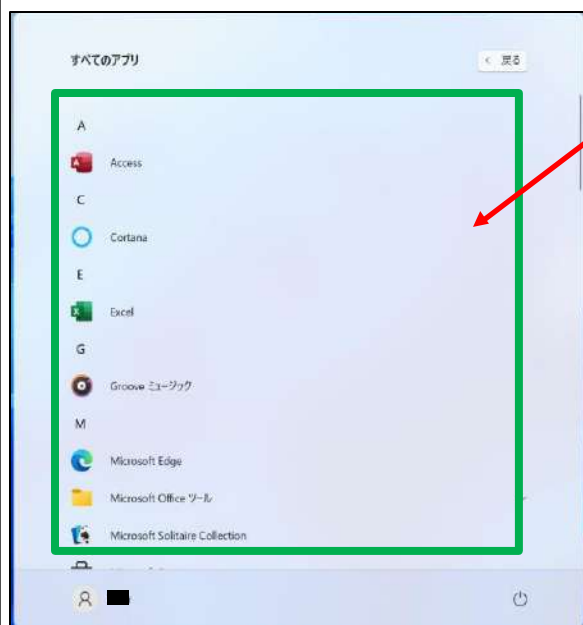 すべてのアプリ
< 戻る
A
Access
C
Cortana
E
Excel
G
Groove ミュージック
M
Microsoft Edge
Microsoft Office ツール
Microsoft Solitaire Collection